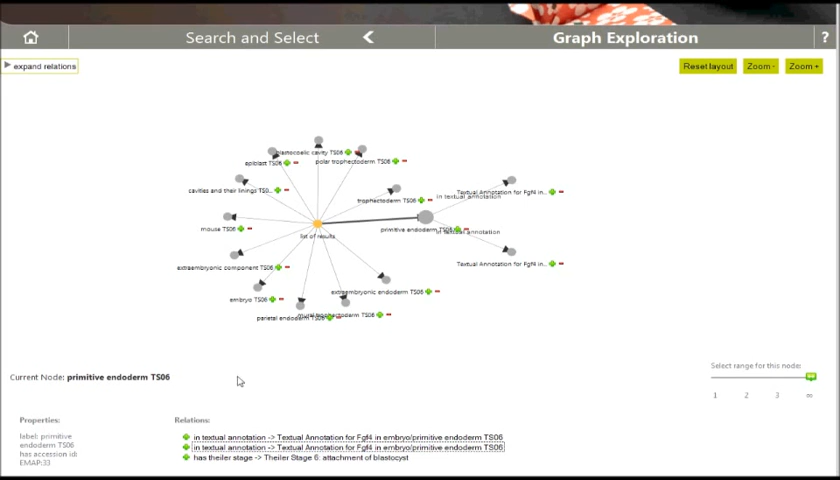 Search and Select
Graph Exploration
?
expand relations
Reset layout
Zoom -
Zoom +
blastocoelic cavity TS06
epiblast TS06
polar trophectoderm TS06
cavities and their linings TS0...
trophectoderm TS06
Textual Annotation for Fgf4 in...
in textual annotation
mouse TS06
primitive endoderm TS06
in textual annotation
list of results
extraembryonic component TS06
Textual Annotation for Fgf4 in...
embryo TS06
extraembryonic endoderm TS06
parietal endoderm TS06
mural trophectoderm TS06
Select range for this node:
Current Node: primitive endoderm TS06
1 2 3 ∞
Properties:
Relations:
label: primitive
endoderm TS06
has accession id:
EMAP:33
in textual annotation -> Textual Annotation for Fgf4 in embryo/primitive endoderm TS06
in textual annotation -> Textual Annotation for Fgf4 in embryo/primitive endoderm TS06
has theiler stage -> Theiler Stage 6: attachment of blastocyst